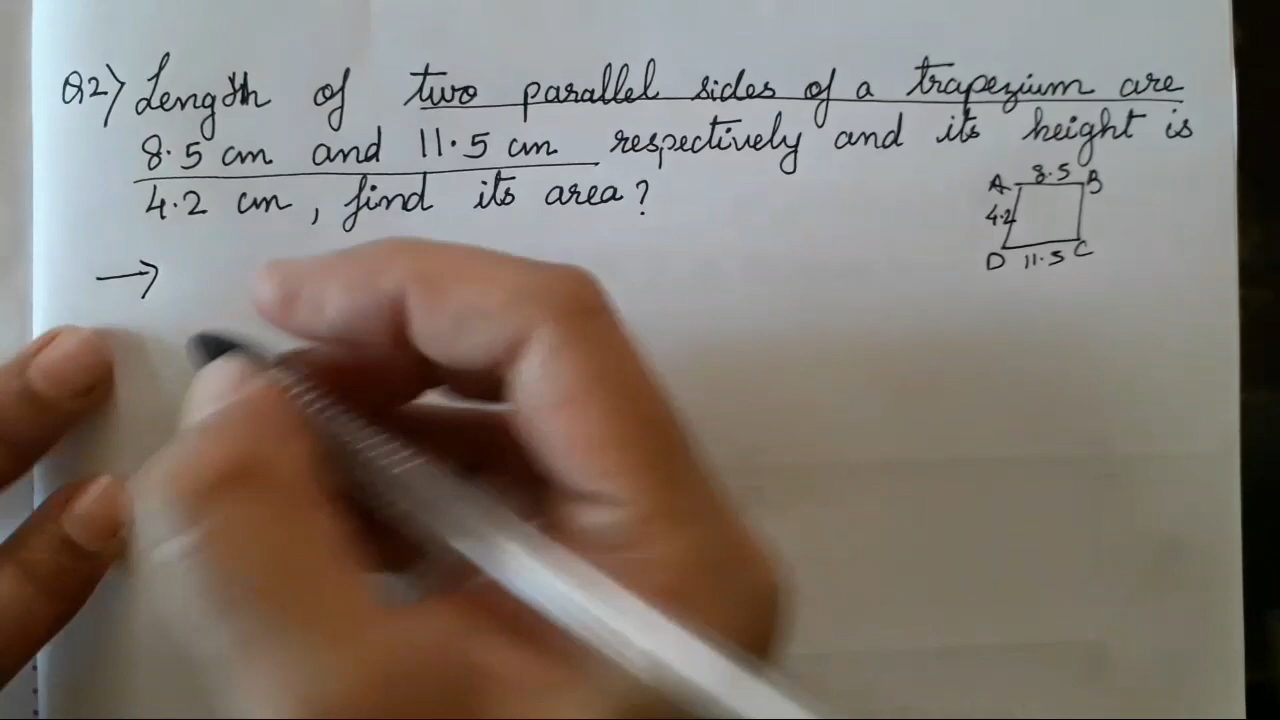 Q2) Length of two parallel sides of a trapezium are
8.5 cm and 11.5 cm respectively and its height is
4.2 cm, find its area?
A 8.5 B
4.2
D 11.5 C
→